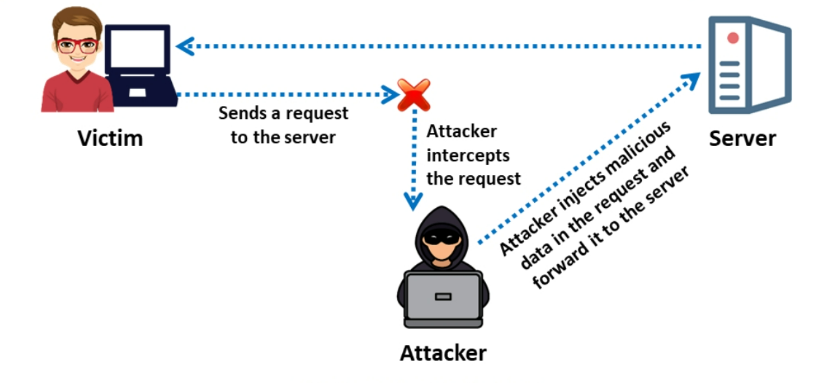 Victim
Sends a request
to the server
Attacker
intercepts
the request
Attacker injects malicious
data in the request and
forward it to the server
Server
Attacker